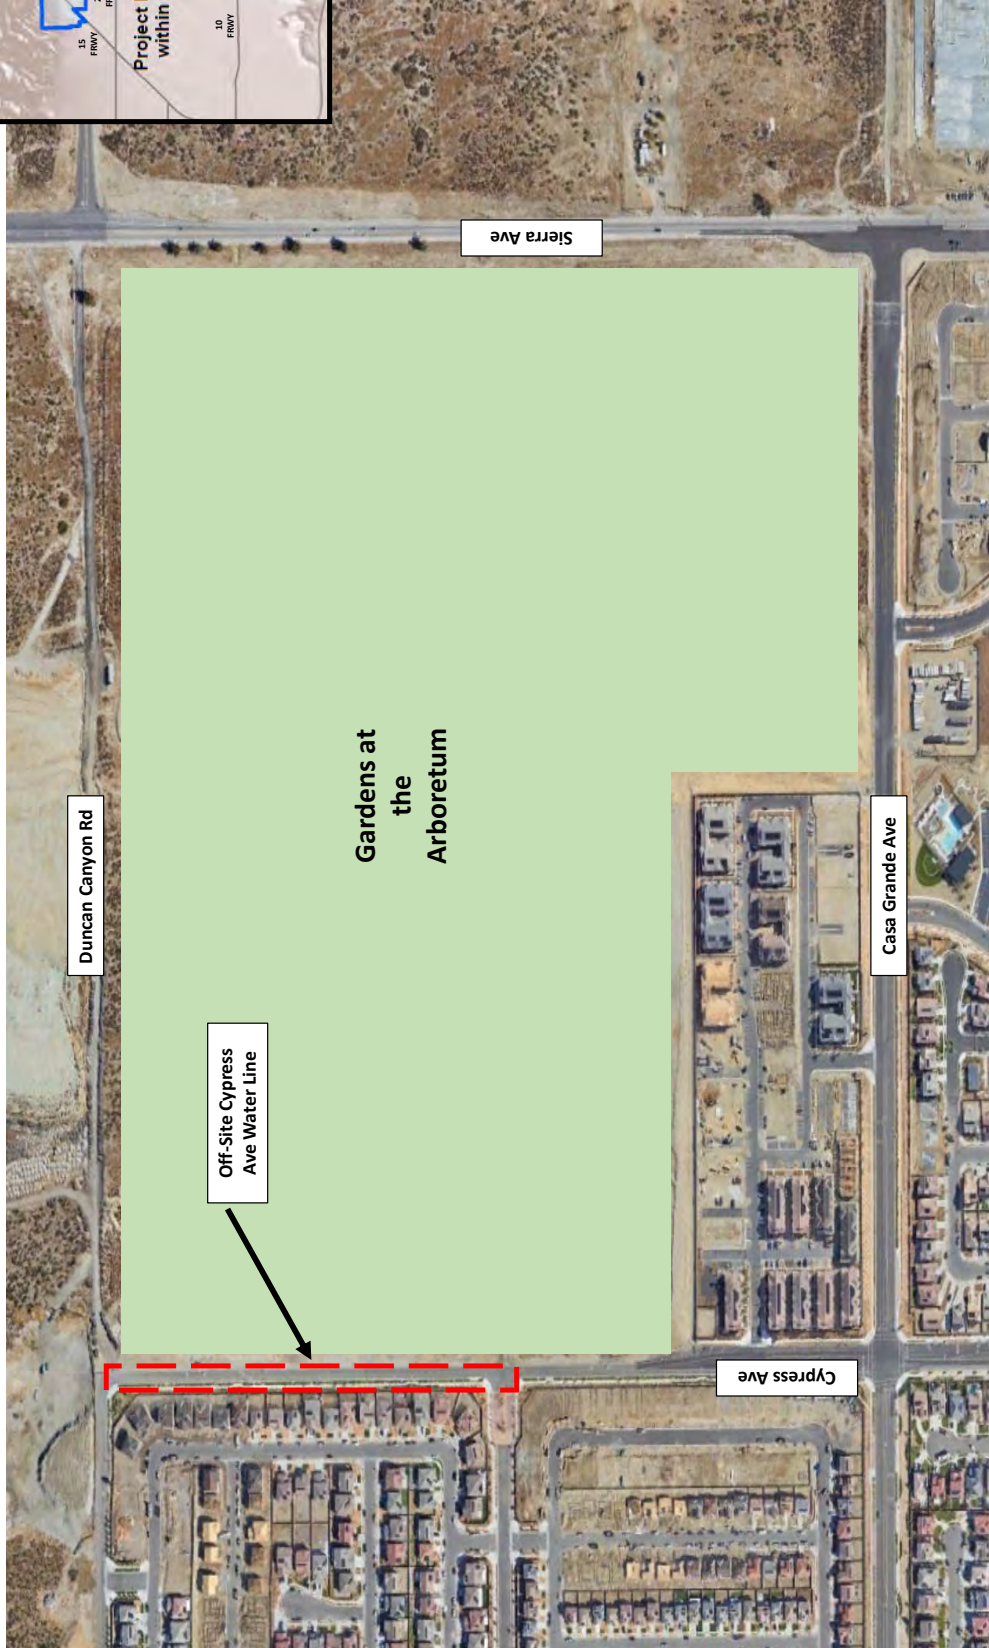 15
FRWY
10
FRWY
Project
within
Sierra Ave
Duncan Canyon Rd
Gardens at
the
Arboretum
Casa Grande Ave
Off-Site Cypress
Ave Water Line
Cypress Ave